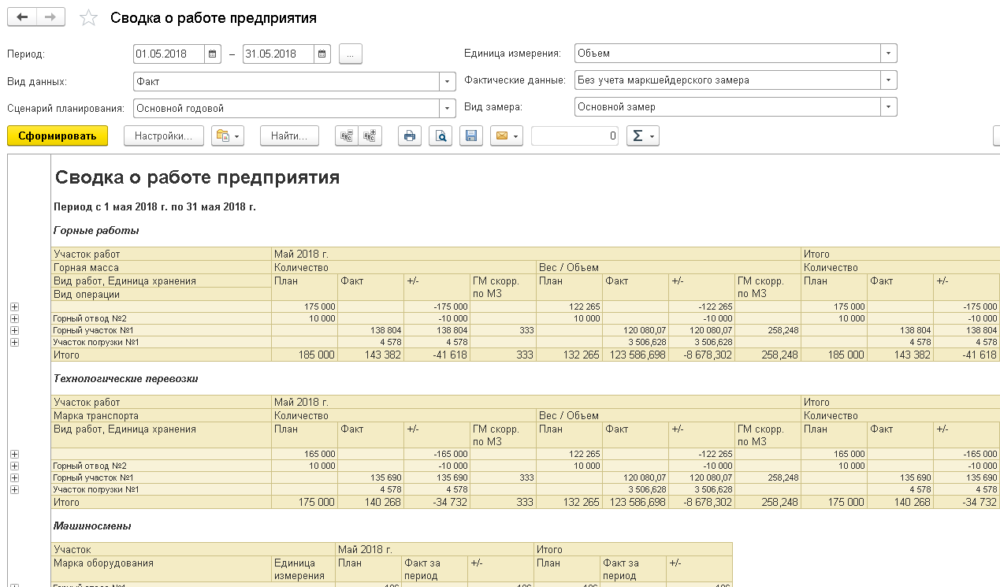 Сводка о работе предприятия
Период: 01.05.2018 – 31.05.2018 ... Единица измерения: Объем
Вид данных: Факт Фактические данные: Без учета маркшейдерского замера
Сценарий планирования: Основной годовой Вид замера: Основной замер
Сформировать Настройки... Найти... 0 Σ
Сводка о работе предприятия
Период с 1 мая 2018 г. по 31 мая 2018 г.
Горные работы
Участок работ Май 2018 г. Итого
Горная масса Количество Вес / Объем Количество
Вид работ, Единица хранения План Факт +/- ГМ скорр. План Факт +/- ГМ скорр. План Факт +/-
Вид операции по МЗ по МЗ
175 000 -175 000 122 265 -122 265 175 000 -175 000
Горный отвод №2 10 000 -10 000 10 000 -10 000 10 000 -10 000
Горный участок №1 138 804 138 804 333 120 080,07 120 080,07 258,248 138 804 138 804
Участок погрузки №1 4 578 4 578 3 506,628 3 506,628 4 578 4 578
Итого 185 000 143 382 -41 618 333 132 265 123 586,698 -8 678,302 258,248 185 000 143 382 -41 618
Технологические перевозки
Участок работ Май 2018 г. Итого
Марка транспорта Количество Вес / Объем Количество
Вид работ, Единица хранения План Факт +/- ГМ скорр. План Факт +/- ГМ скорр. План Факт +/-
по МЗ по МЗ
165 000 -165 000 122 265 -122 265 165 000 -165 000
Горный отвод №2 10 000 -10 000 10 000 -10 000 10 000 -10 000
Горный участок №1 135 690 135 690 333 120 080,07 120 080,07 258,248 135 690 135 690
Участок погрузки №1 4 578 4 578 3 506,628 3 506,628 4 578 4 578
Итого 175 000 140 268 -34 732 333 132 265 123 586,698 -8 678,302 258,248 175 000 140 268 -34 732
Машиносмены
Участок Май 2018 г. Итого
Марка оборудования Единица План Факт за +/- План Факт за +/-
измерения период период